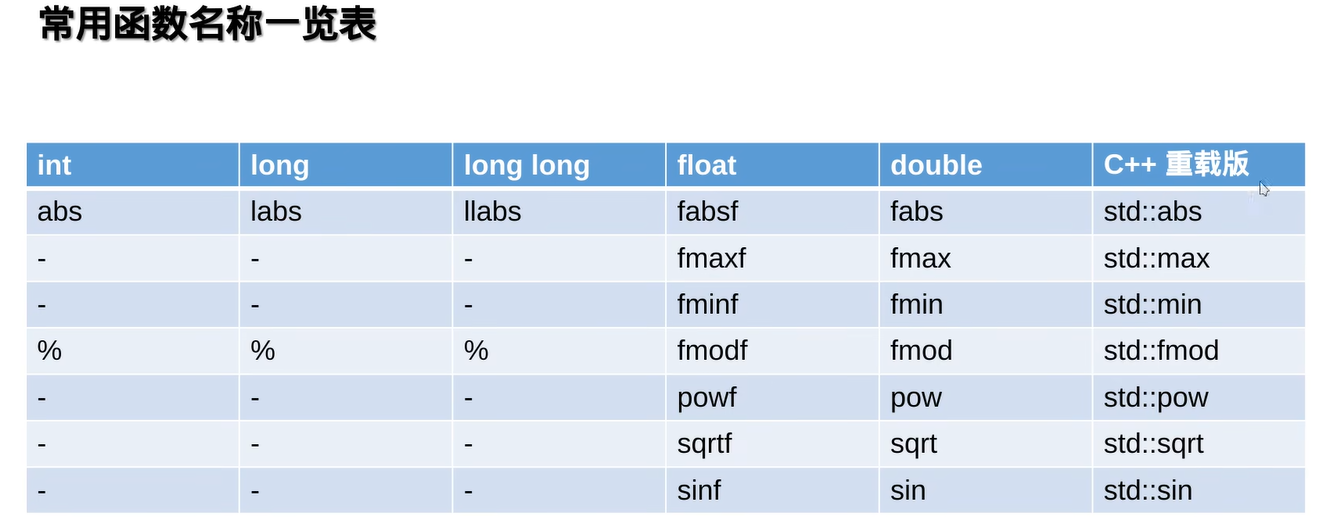 常用函数名称一览表
int long long long float double C++ 重载版
abs labs llabs fabsf fabs std::abs
- - - fmaxf fmax std::max
- - - fminf fmin std::min
% % % fmodf fmod std::fmod
- - - powf pow std::pow
- - - sqrtf sqrt std::sqrt
- - - sinf sin std::sin